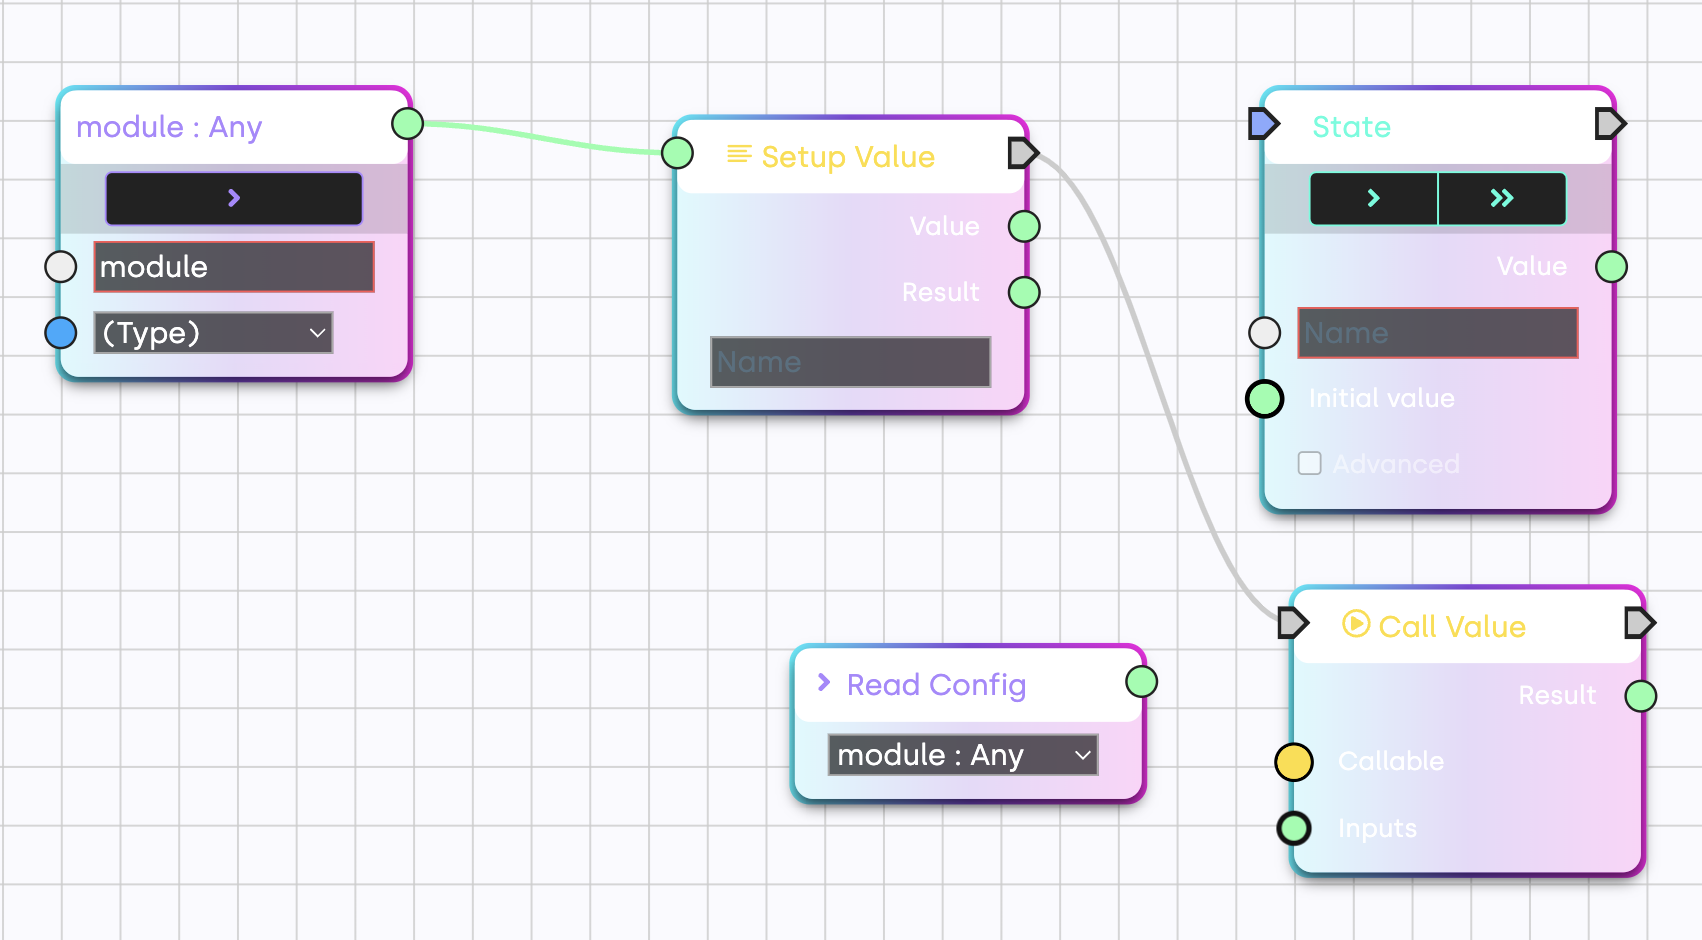 module : Any
module
(Type)
Setup Value
Value
Result
Name
State
Value
Name
Initial value
Advanced
Read Config
module : Any
Call Value
Result
Callable
Inputs